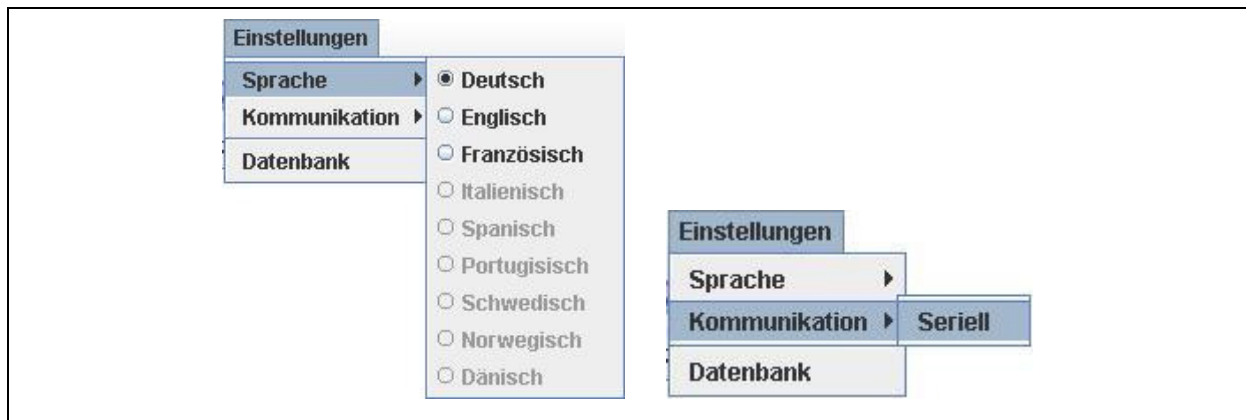 Einstellungen
Sprache
Kommunikation
Datenbank
Deutsch
Englisch
Französisch
Italienisch
Spanisch
Portugisisch
Schwedisch
Norwegisch
Dänisch
Einstellungen
Sprache
Kommunikation
Seriell
Datenbank